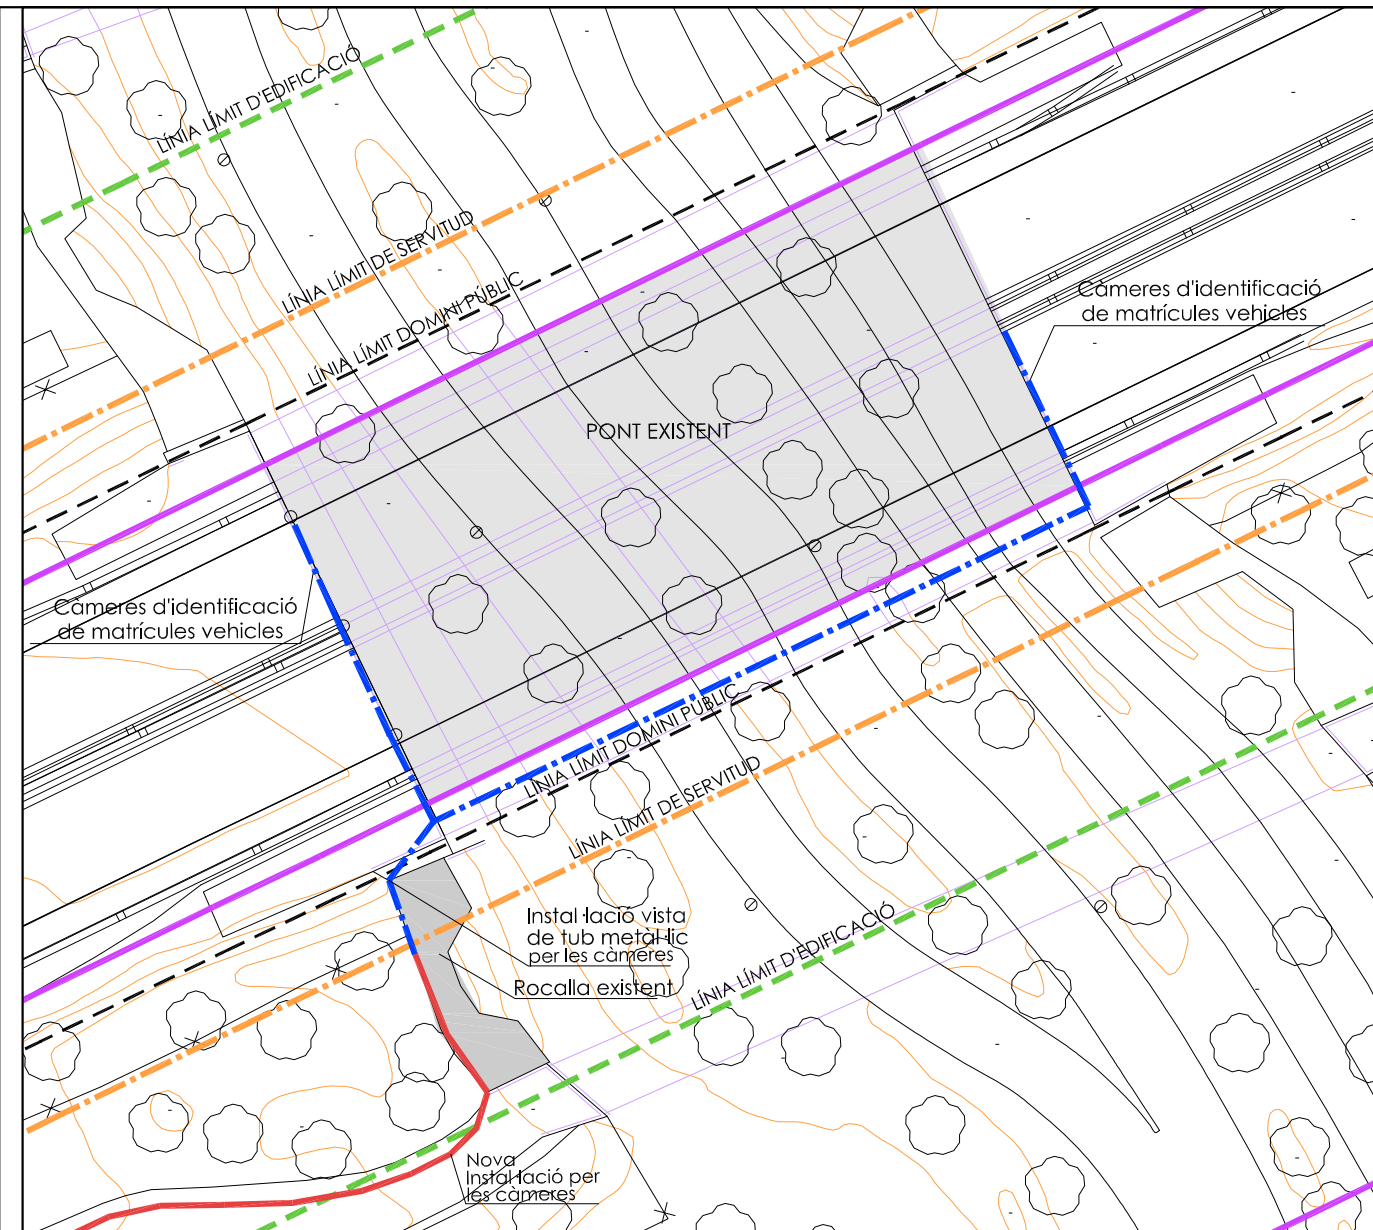 LÍNIA LÍMIT D'EDIFICACIÓ
LÍNIA LÍMIT DE SERVITUD
LÍNIA LÍMIT DOMINI PÚBLIC
Càmeres d'identificació
de matrícules vehicles
PONT EXISTENT
Càmeres d'identificació
de matrícules vehicles
LÍNIA LÍMIT DOMINI PÚBLIC
LÍNIA LÍMIT DE SERVITUD
Instal·lació vista
de tub metàl·lic
per les càmeres
Rocalla existent
LÍNIA LÍMIT D'EDIFICACIÓ
Nova
Instal·lació per
les càmeres